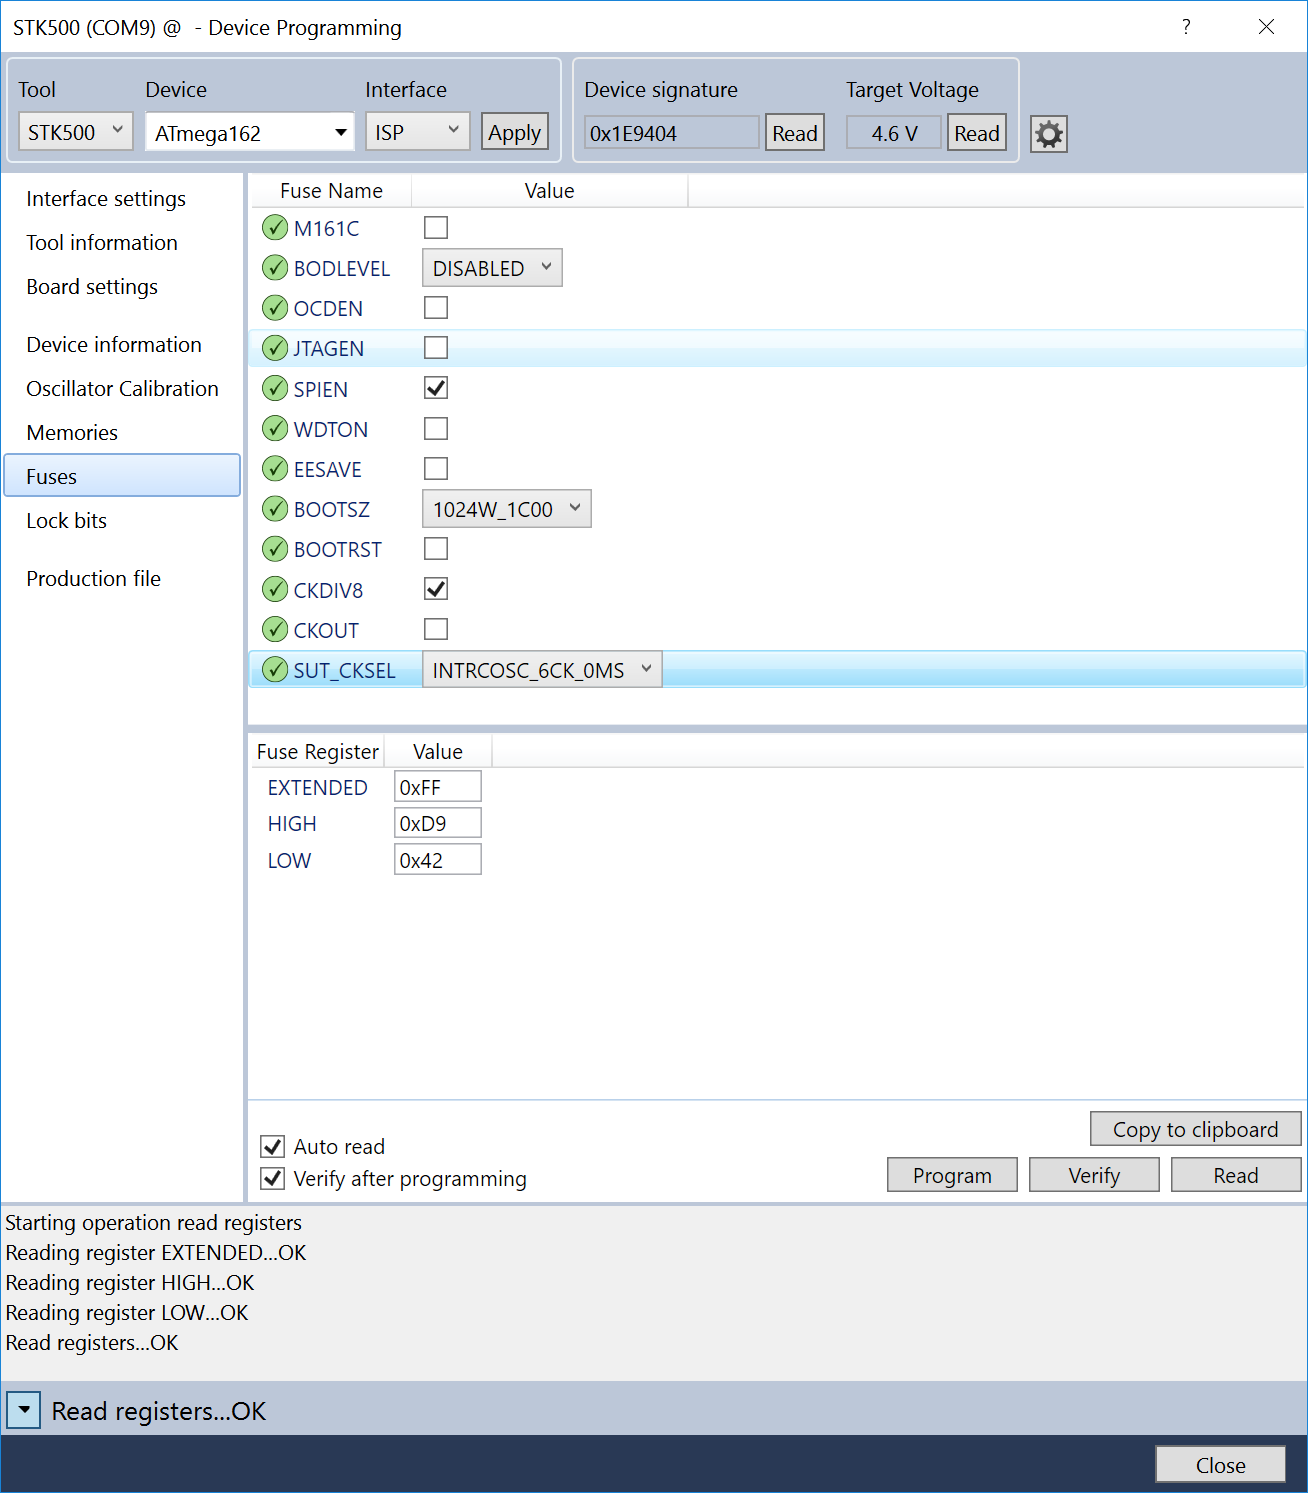 STK500 (COM9) @  - Device Programming
?
Tool
Device
Interface
Device signature
Target Voltage
STK500
ATmega162
ISP
Apply
0x1E9404
Read
4.6 V
Read
Interface settings
Tool information
Board settings
Device information
Oscillator Calibration
Memories
Fuses
Lock bits
Production file
Fuse Name
Value
M161C
BODLEVEL
DISABLED
OCDEN
JTAGEN
SPIEN
WDTON
EESAVE
BOOTSZ
1024W_1C00
BOOTRST
CKDIV8
CKOUT
SUT_CKSEL
INTRCOSC_6CK_0MS
Fuse Register
Value
EXTENDED
0xFF
HIGH
0xD9
LOW
0x42
Auto read
Verify after programming
Copy to clipboard
Program
Verify
Read
Starting operation read registers
Reading register EXTENDED...OK
Reading register HIGH...OK
Reading register LOW...OK
Read registers...OK
Read registers...OK
Close